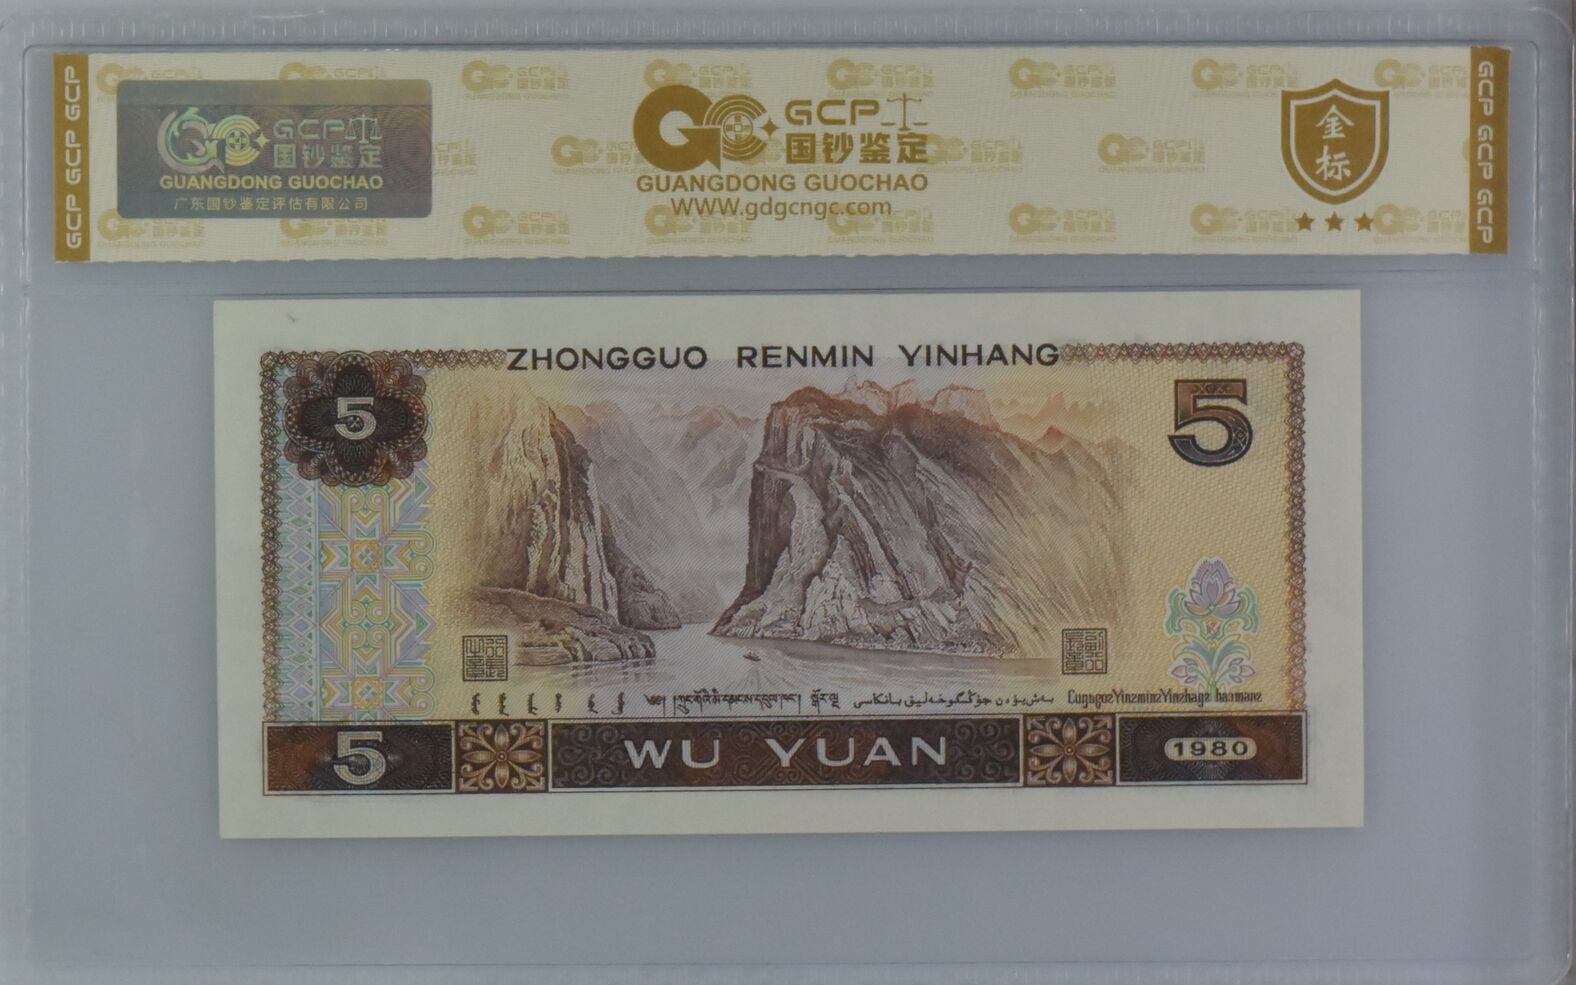 GCP GCP GCP
GCP
国钞鉴定
GUANGDONG GUOCHAO
广东国钞鉴定评估有限公司
GCP
国钞鉴定
GUANGDONG GUOCHAO
WWW.gdgcngc.com
金
标
GCP GCP GCP
ZHONGGUO RENMIN YINHANG
5
5
5
WU YUAN
1980